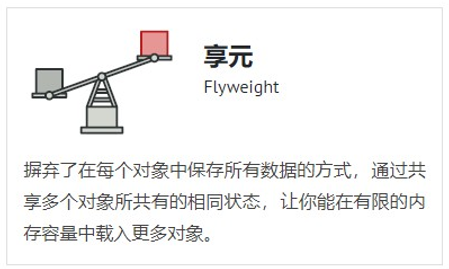 享元
Flyweight
摒弃了在每个对象中保存所有数据的方式，通过共
享多个对象所共有的相同状态，让你能在有限的内
存容量中载入更多对象。